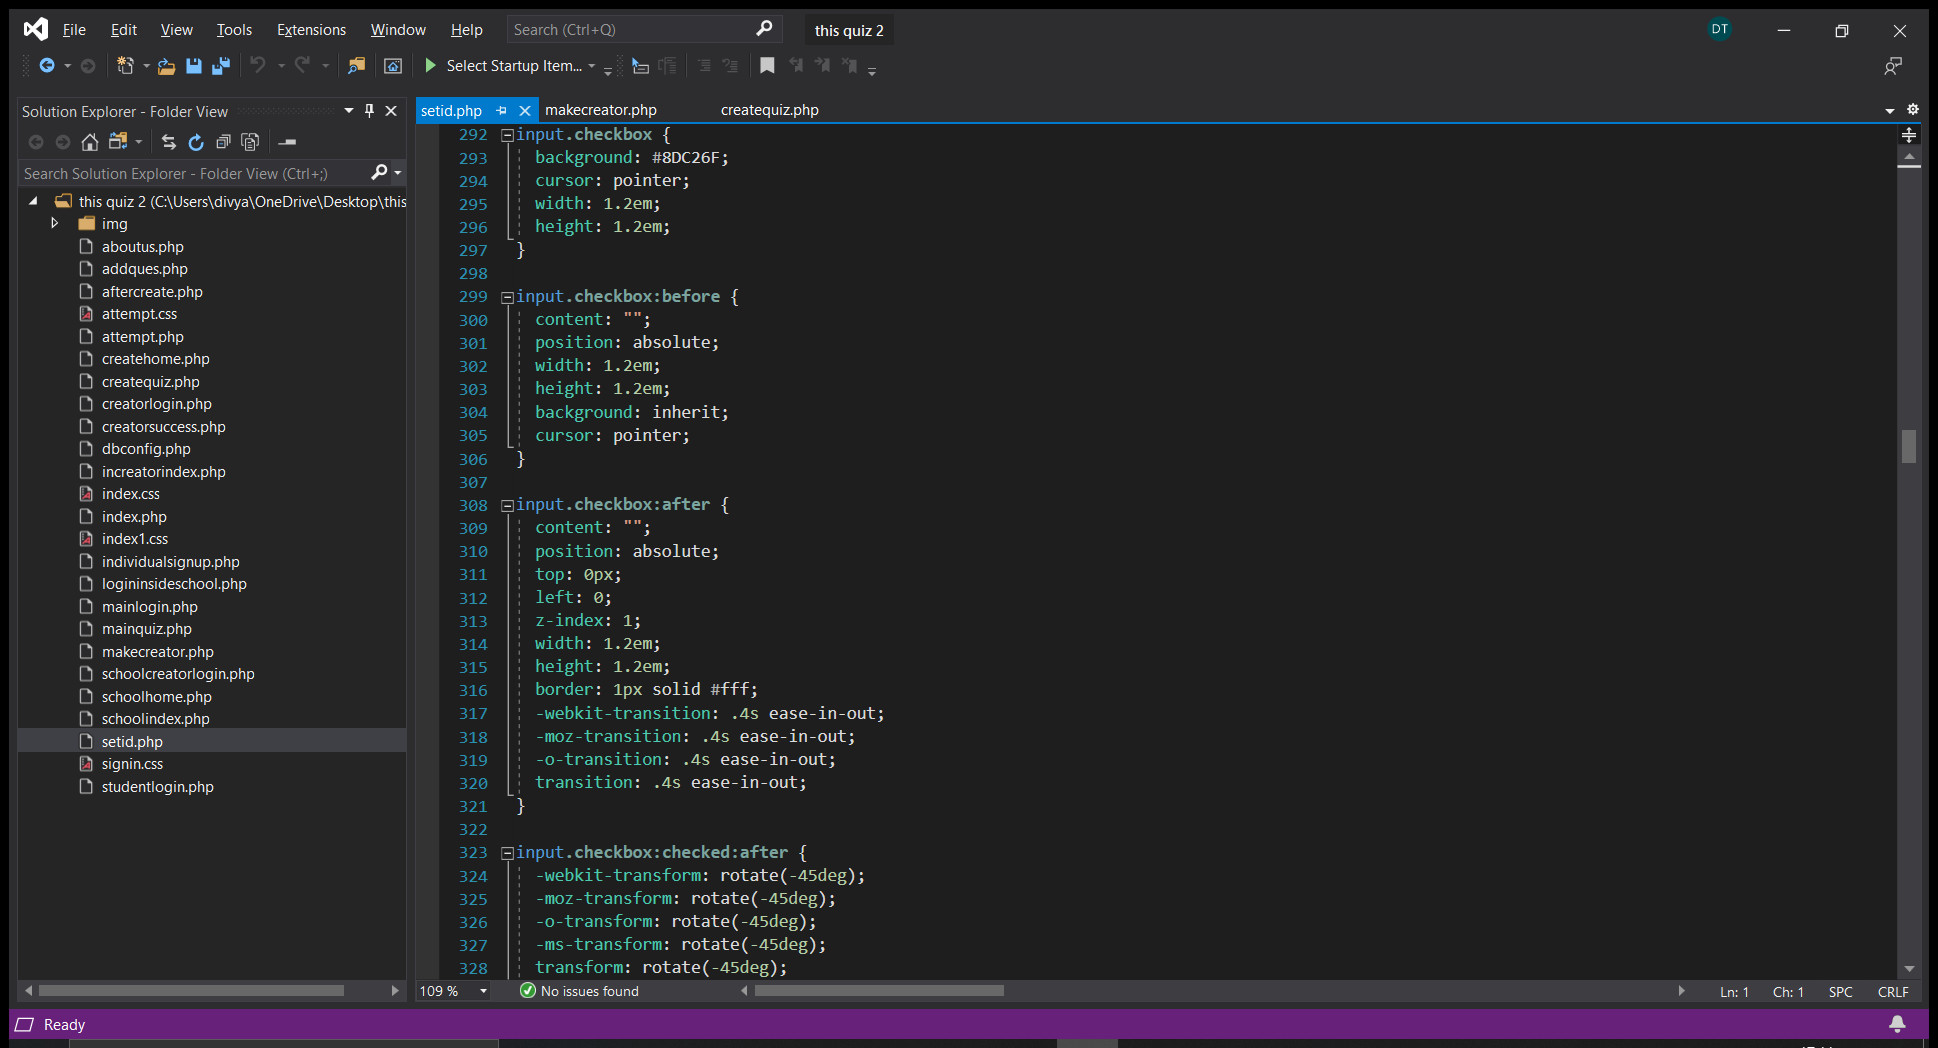 File Edit View Tools Extensions Window Help Search (Ctrl+Q) this quiz 2 DT
Select Startup Item...
Solution Explorer - Folder View
Search Solution Explorer - Folder View (Ctrl+;)
this quiz 2 (C:\Users\divya\OneDrive\Desktop\this
img
aboutus.php
addques.php
aftercreate.php
attempt.css
attempt.php
createhome.php
createquiz.php
creatorlogin.php
creatorsuccess.php
dbconfig.php
increatorindex.php
index.css
index.php
index1.css
individualsignup.php
logininsideschool.php
mainlogin.php
mainquiz.php
makecreator.php
schoolcreatorlogin.php
schoolhome.php
schoolindex.php
setid.php
signin.css
studentlogin.php
setid.php makecreator.php createquiz.php
292 input.checkbox {
293 background: #8DC26F;
294 cursor: pointer;
295 width: 1.2em;
296 height: 1.2em;
297 }
298
299 input.checkbox:before {
300 content: "";
301 position: absolute;
302 width: 1.2em;
303 height: 1.2em;
304 background: inherit;
305 cursor: pointer;
306 }
307
308 input.checkbox:after {
309 content: "";
310 position: absolute;
311 top: 0px;
312 left: 0;
313 z-index: 1;
314 width: 1.2em;
315 height: 1.2em;
316 border: 1px solid #fff;
317 -webkit-transition: .4s ease-in-out;
318 -moz-transition: .4s ease-in-out;
319 -o-transition: .4s ease-in-out;
320 transition: .4s ease-in-out;
321 }
322
323 input.checkbox:checked:after {
324 -webkit-transform: rotate(-45deg);
325 -moz-transform: rotate(-45deg);
326 -o-transform: rotate(-45deg);
327 -ms-transform: rotate(-45deg);
328 transform: rotate(-45deg);
109 % No issues found Ln: 1 Ch: 1 SPC CRLF
Ready